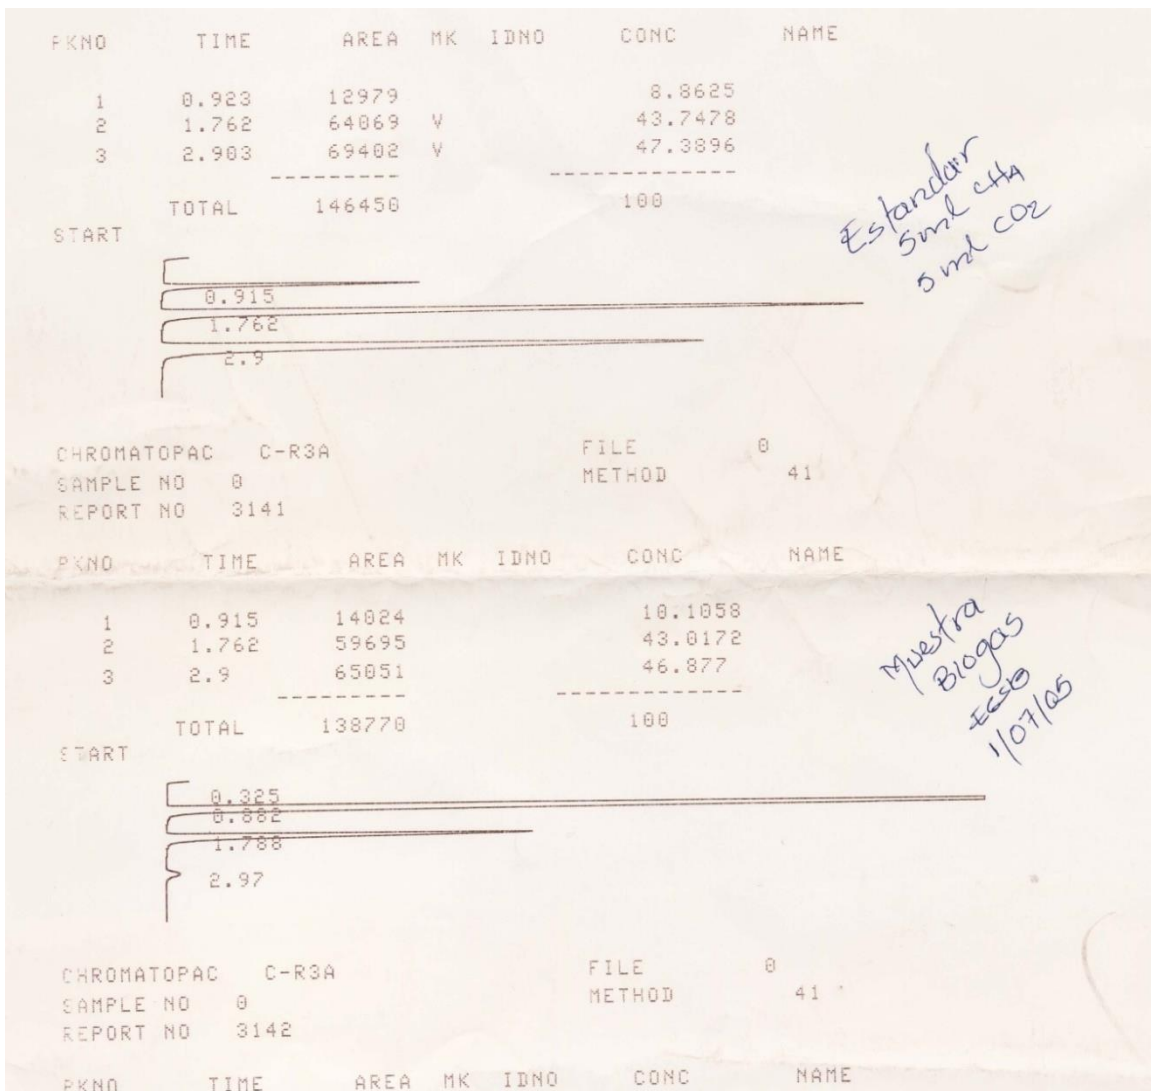 PKNO TIME AREA MK IDNO CONC NAME
1 0.923 12979 8.8625
2 1.762 64069 V 43.7478
3 2.903 69402 V 47.3896
TOTAL 146450 100
Estandar
5ml CH4
5 ml CO2
START
0.915
1.762
2.9
CHROMATOPAC C-R3A FILE 0
SAMPLE NO 0 METHOD 41
REPORT NO 3141
PKNO TIME AREA MK IDNO CONC NAME
1 0.915 14024 10.1058
2 1.762 59695 43.0172
3 2.9 65051 46.877
TOTAL 138770 100
Muestra
Biogas
1/07/05
START
0.325
0.882
1.788
2.97
CHROMATOPAC C-R3A FILE 0
SAMPLE NO 0 METHOD 41
REPORT NO 3142
PKNO TIME AREA MK IDNO CONC NAME